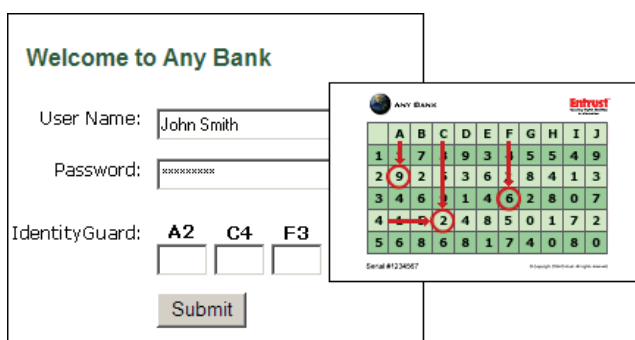 Welcome to Any Bank
User Name: John Smith
Password: *********
IdentityGuard: A2 C4 F3
Submit
ANY BANK
Entrust
A B C D E F G H I J
1 7 9 3 5 5 4 9
2 9 2 3 6 8 4 1 3
3 4 6 1 4 6 2 8 0 7
4 2 4 8 5 0 1 7 2
5 6 8 6 8 1 7 4 0 8 0
Serial #1234567